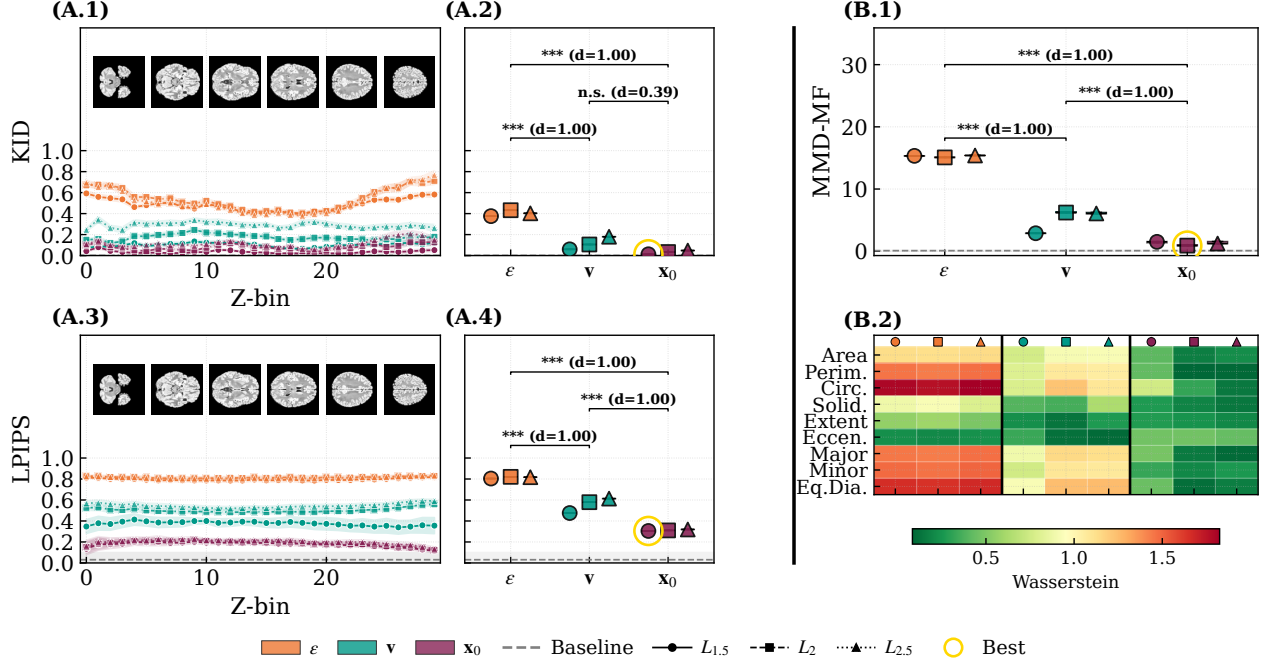 (A.1)
KID
1.0
0.8
0.6
0.4
0.2
0.0
0
10
20
Z-bin
(A.2)
*** (d=1.00)
n.s. (d=0.39)
*** (d=1.00)
ε
v
x₀
(A.3)
LPIPS
1.0
0.8
0.6
0.4
0.2
0.0
0
10
20
Z-bin
(A.4)
*** (d=1.00)
*** (d=1.00)
*** (d=1.00)
ε
v
x₀
(B.1)
MMD-MF
30
20
10
0
*** (d=1.00)
*** (d=1.00)
*** (d=1.00)
ε
v
x₀
(B.2)
Area
Perim.
Circ.
Solid.
Extent
Eccen.
Major
Minor
Eq.Dia.
0.5
1.0
1.5
Wasserstein
ε
v
x₀
Baseline
L₁.₅
L₂
L₂.₅
Best